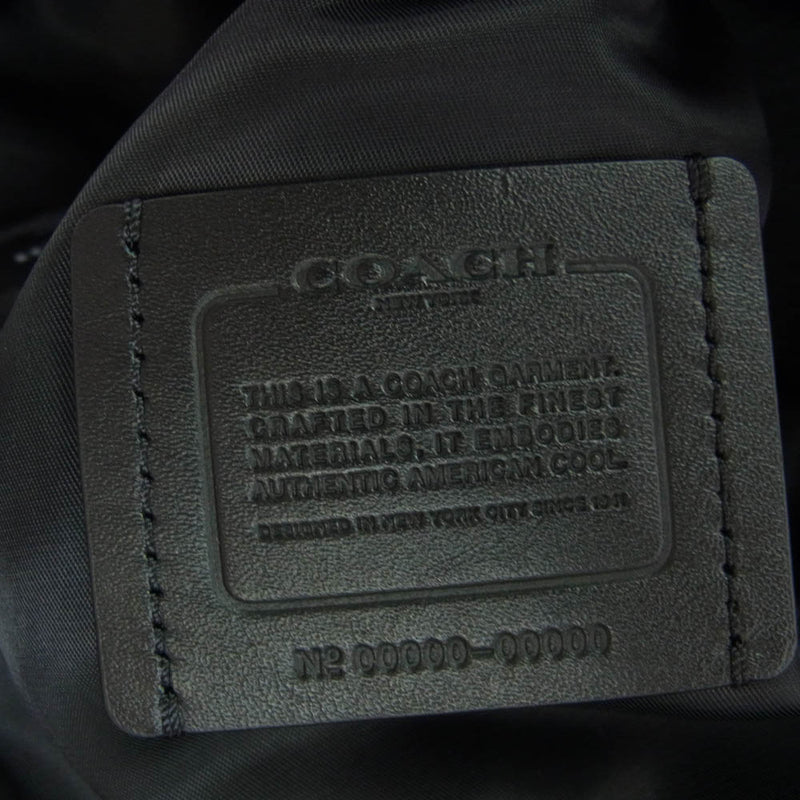 COACH
NEW YORK
THIS IS A COACH GARMENT.
CRAFTED IN THE FINEST
MATERIALS, IT EMBODIES
AUTHENTIC AMERICAN COOL.
DESIGNED IN NEW YORK CITY SINCE 1941
Nº 00000-00000